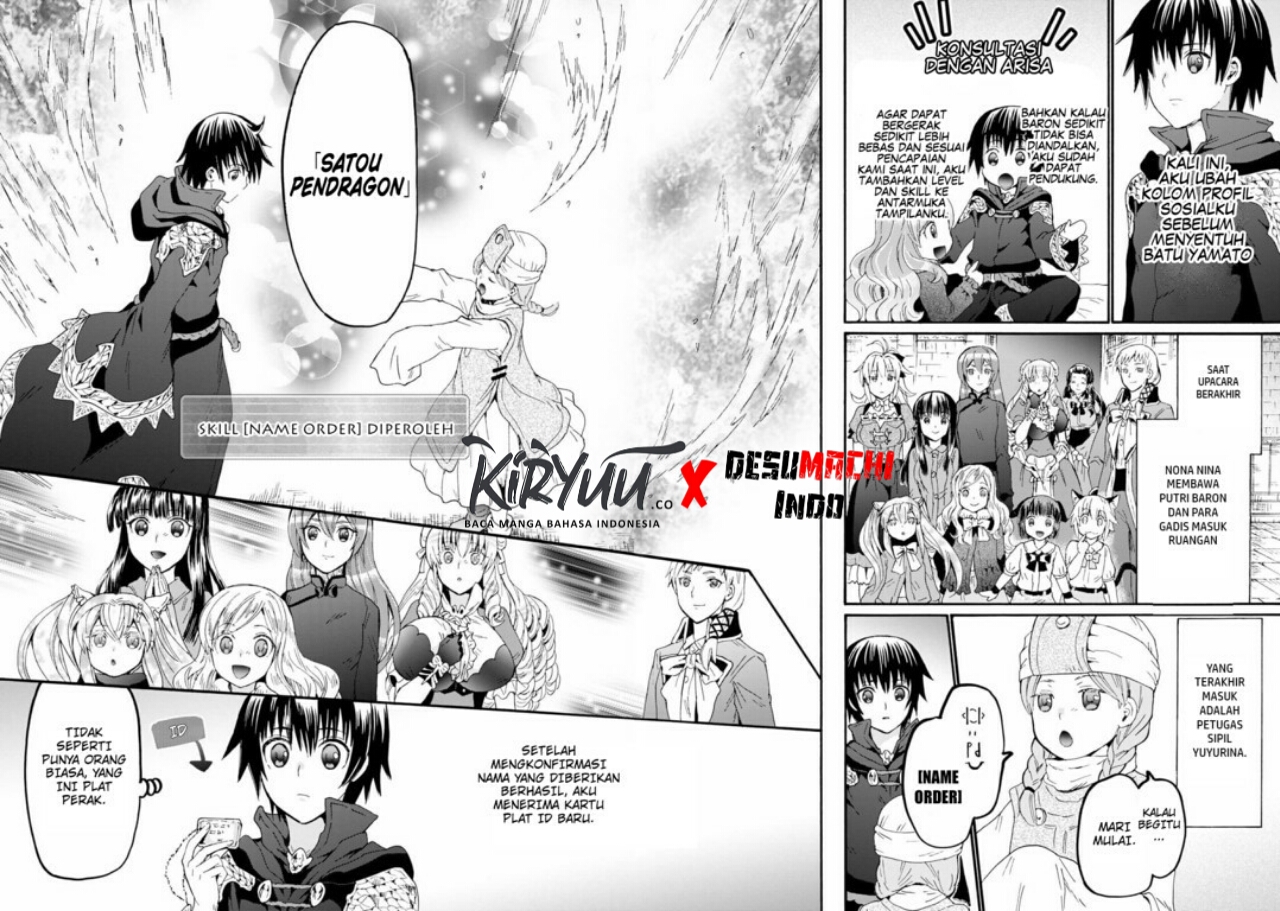 KALI INI,
AKU UBAH
KOLOM PROFIL
SOSIALKU
SEBELUM
MENYENTUH
BATU YAMATO
KONSULTASI
DENGAN ARISA
BAHKAN KALAU
BARON SEDIKIT
TIDAK BISA
DIANDALKAN,
AKU SUDAH
DAPAT
PENDUKUNG.
AGAR DAPAT
BERGERAK
SEDIKIT LEBIH
BEBAS DAN SESUAI
PENCAPAIAN
KAMI SAAT INI, AKU
TAMBAHKAN LEVEL
DAN SKILL KE
ANTARMUKA
TAMPILANKU.
SAAT
UPACARA
BERAKHIR
NONA NINA
MEMBAWA
PUTRI BARON
DAN PARA
GADIS MASUK
RUANGAN
YANG
TERAKHIR
MASUK
ADALAH
PETUGAS
SIPIL
YUYURINA.
KALAU
BEGITU
...
MARI
MULAI.
[NAME
ORDER]
「SATOU
PENDRAGON」
SKILL [NAME ORDER] DIPEROLEH
KIRYUU.CO
BACA MANGA BAHASA INDONESIA
X
DESUMACHI
INDO
SETELAH
MENGKONFIRMASI
NAMA YANG DIBERIKAN
BERHASIL, AKU
MENERIMA KARTU
PLAT ID BARU.
ID
TIDAK
SEPERTI
PUNYA ORANG
BIASA, YANG
INI PLAT
PERAK.